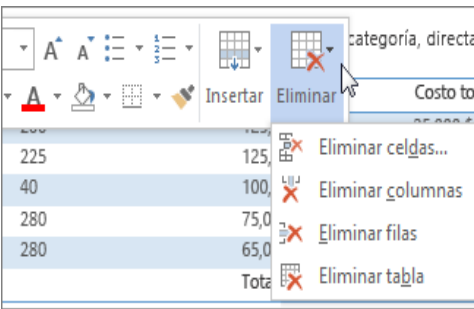 categoría, directa
A A
A Insertar Eliminar Costo to
225 125,
Eliminar celdas...
40 100,
Eliminar columnas
280 75,0
Eliminar filas
280 65,0
Eliminar tabla
Tota